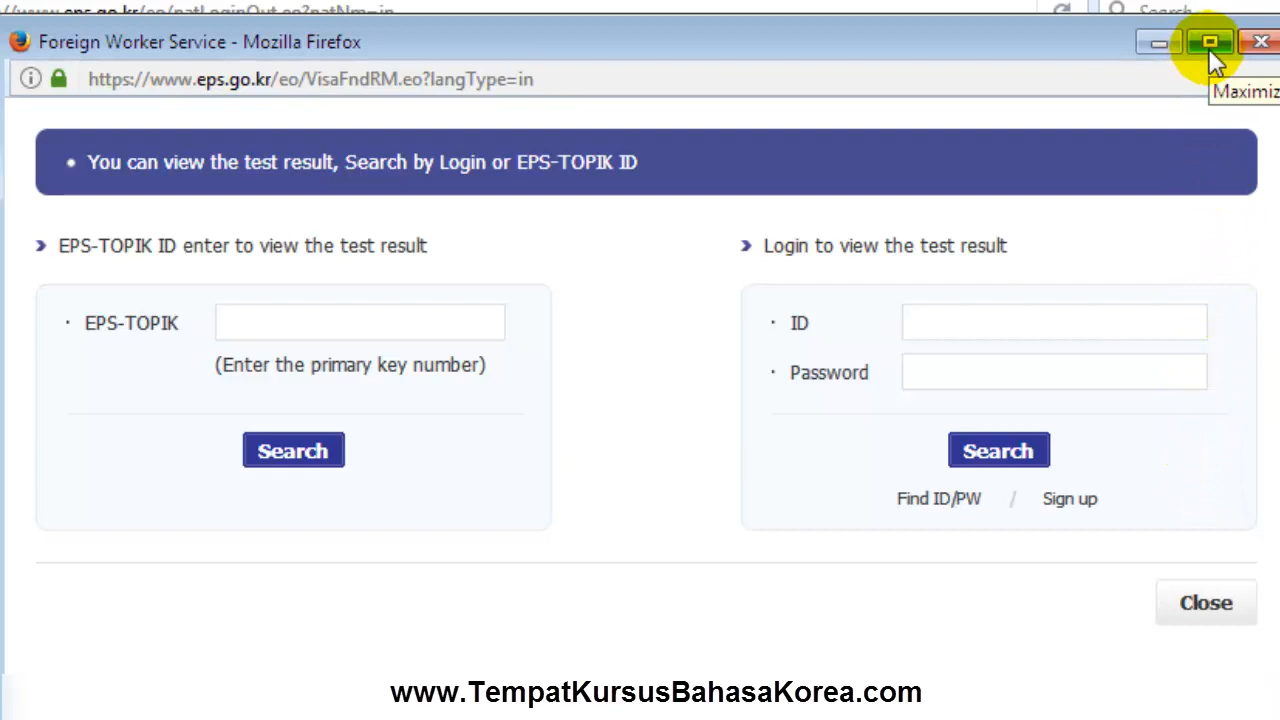 Foreign Worker Service - Mozilla Firefox
https://www.eps.go.kr/eo/VisaFndRM.eo?langType=in
Maximiz
• You can view the test result, Search by Login or EPS-TOPIK ID
EPS-TOPIK ID enter to view the test result
EPS-TOPIK
(Enter the primary key number)
Search
Login to view the test result
ID
Password
Search
Find ID/PW / Sign up
Close
www.TempatKursusBahasaKorea.com